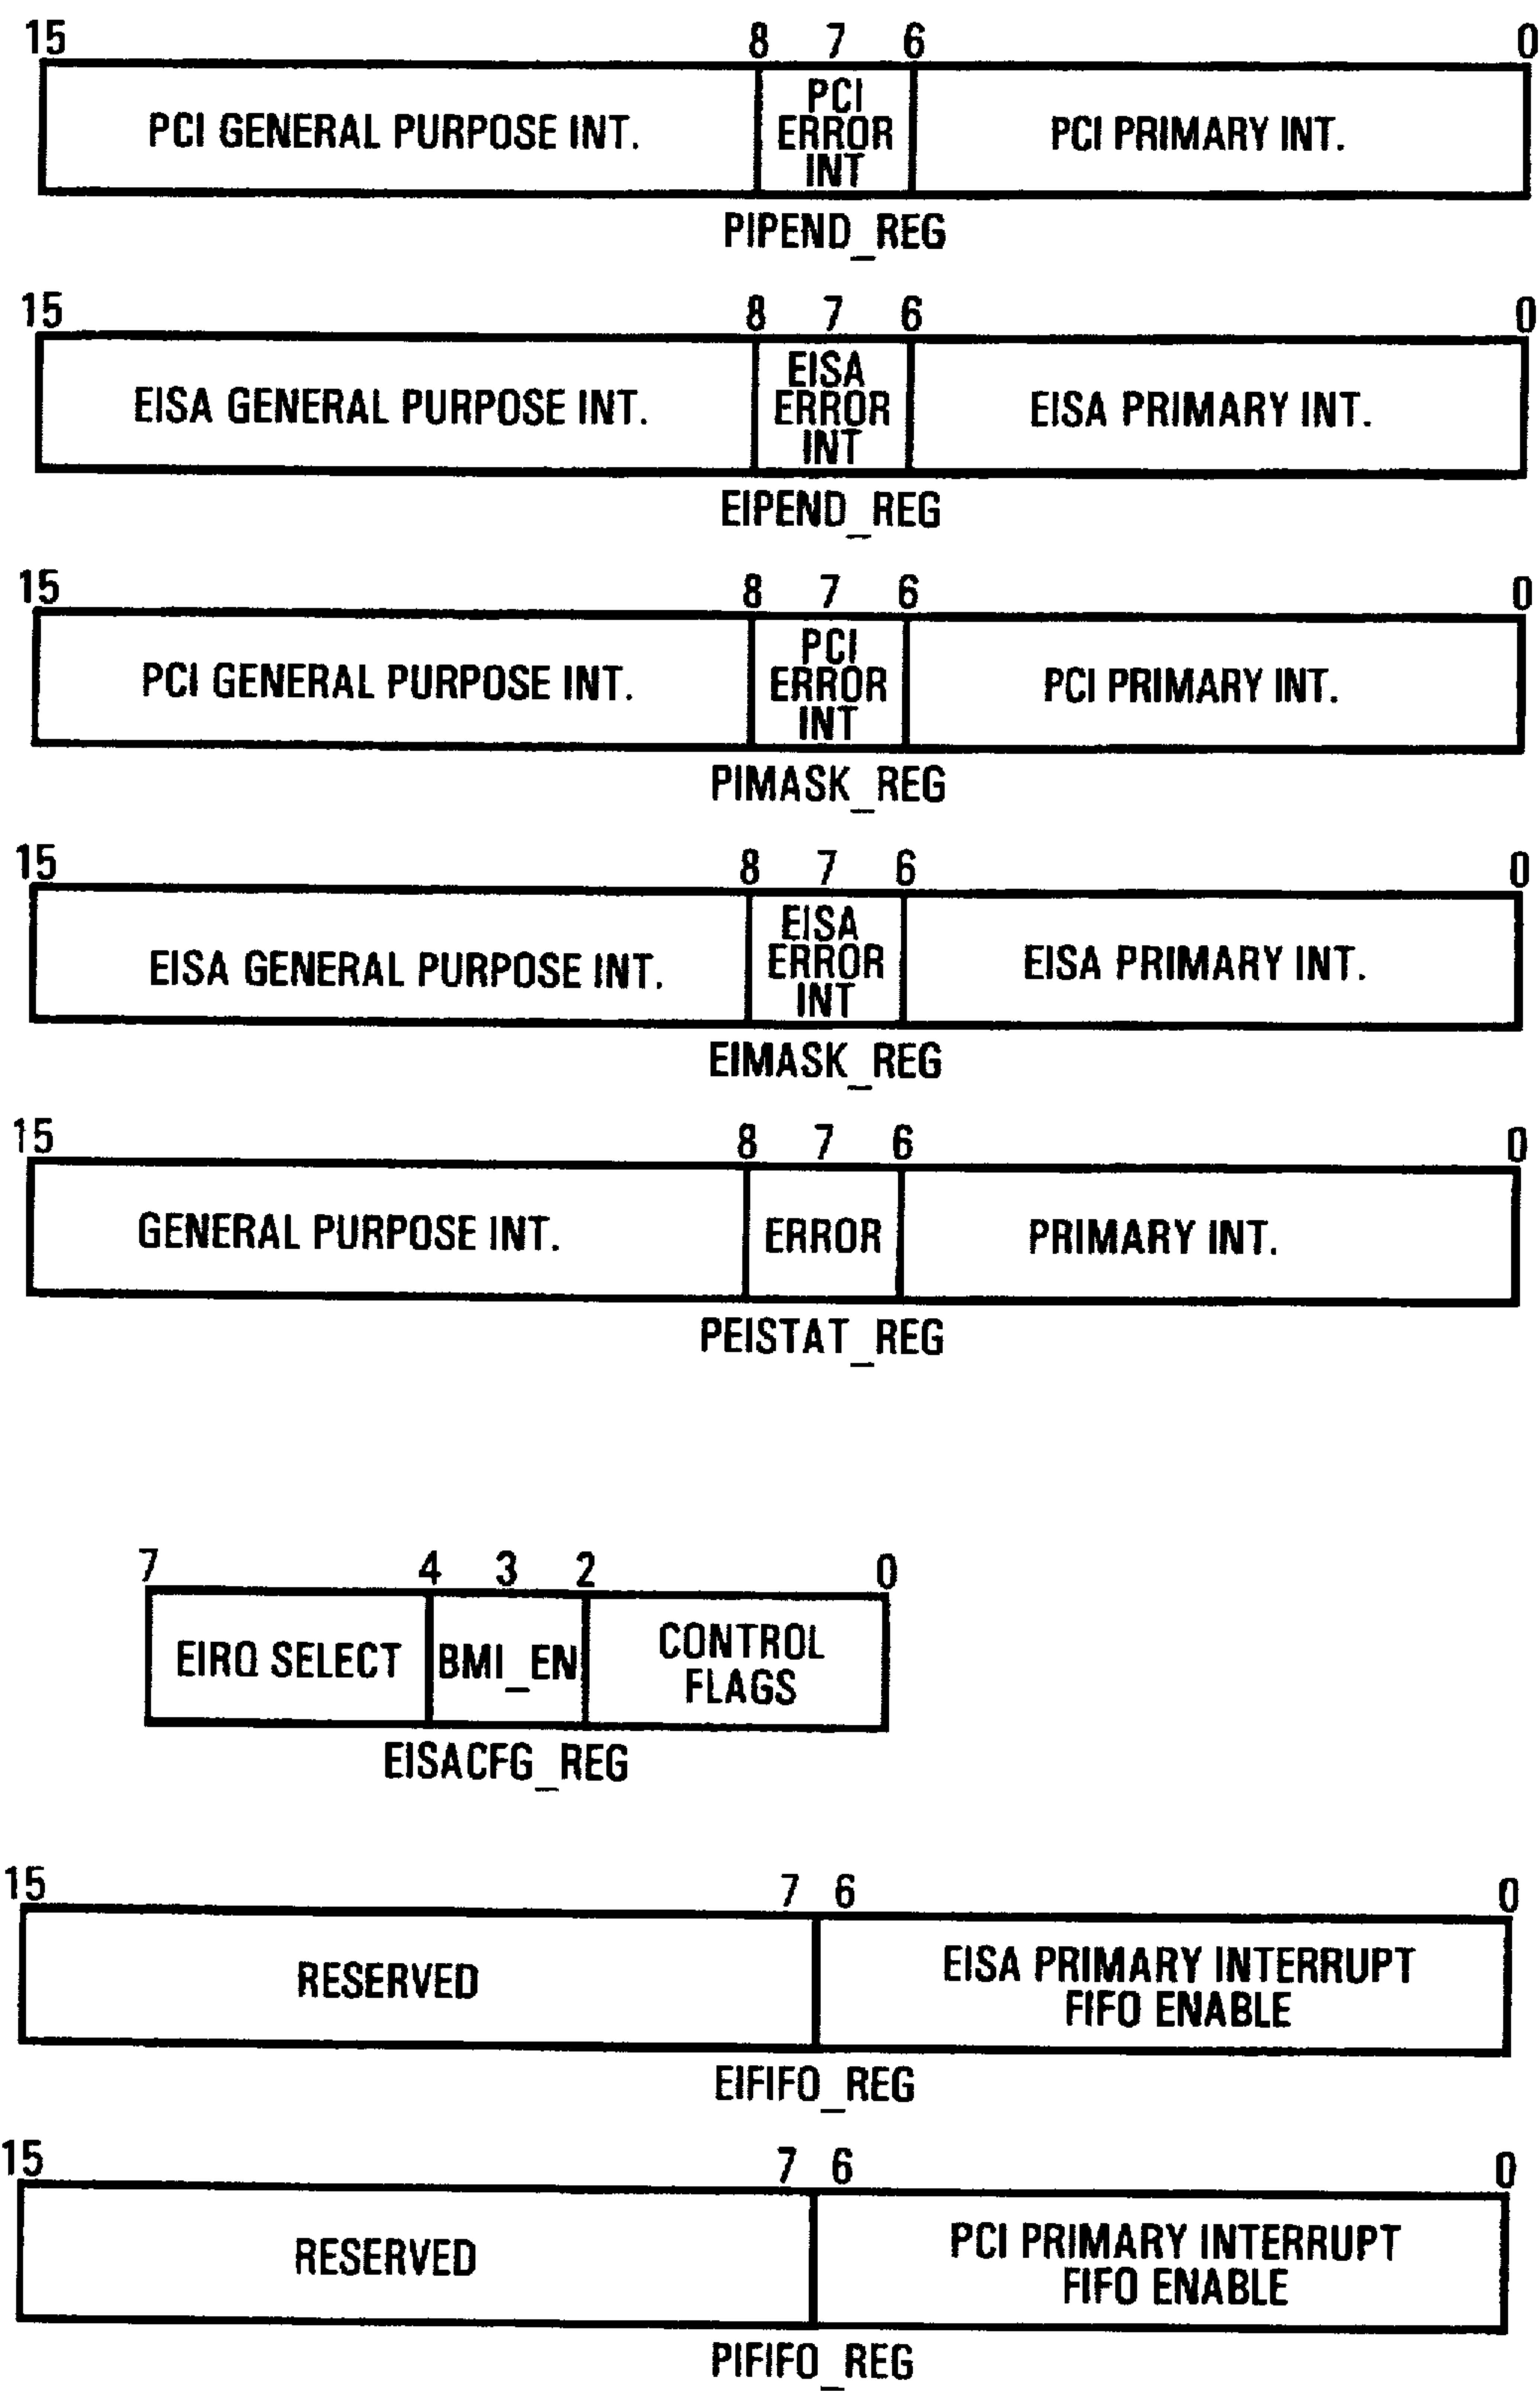 15 8 7 6 0
PCI GENERAL PURPOSE INT.
PCI
ERROR
INT
PCI PRIMARY INT.
PIPEND_REG
15 8 7 6 0
EISA GENERAL PURPOSE INT.
EISA
ERROR
INT
EISA PRIMARY INT.
EIPEND_REG
15 8 7 6 0
PCI GENERAL PURPOSE INT.
PCI
ERROR
INT
PCI PRIMARY INT.
PIMASK_REG
15 8 7 6 0
EISA GENERAL PURPOSE INT.
EISA
ERROR
INT
EISA PRIMARY INT.
EIMASK_REG
15 8 7 6 0
GENERAL PURPOSE INT.
ERROR
PRIMARY INT.
PEISTAT_REG
7 4 3 2 0
EIRQ SELECT
BMI_EN
CONTROL
FLAGS
EISACFG_REG
15 7 6 0
RESERVED
EISA PRIMARY INTERRUPT
FIFO ENABLE
EIFIFO_REG
15 7 6 0
RESERVED
PCI PRIMARY INTERRUPT
FIFO ENABLE
PIFIFO_REG